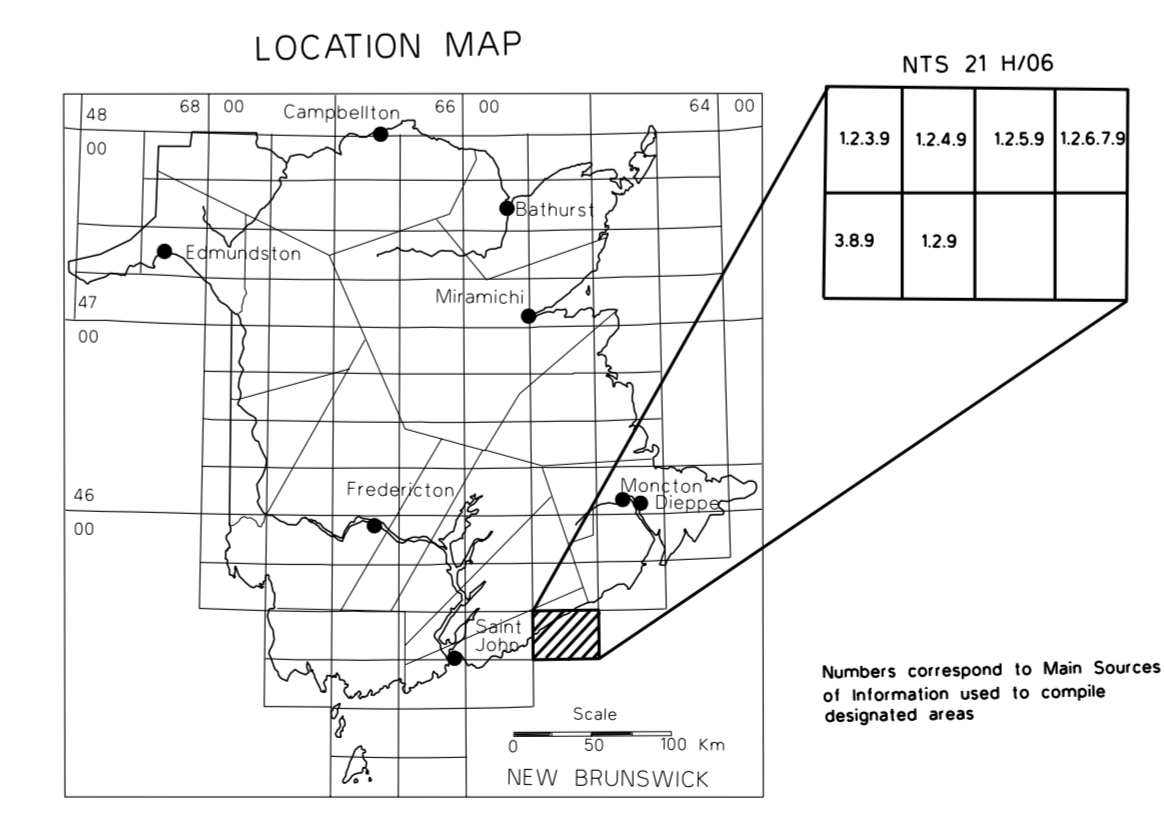 LOCATION MAP
NTS 21 H/06
48
00
68 00
66 00
64 00
Campbellton
1.2.3.9 1.2.4.9 1.2.5.9 1.2.6.7.9
Bathurst
3.8.9 1.2.9
Edmundston
Miramichi
47
00
Fredericton
Moncton
Dieppe
46
00
Saint
John
Numbers correspond to Main Sources
of Information used to compile
designated areas
Scale
0 50 100 Km
NEW BRUNSWICK